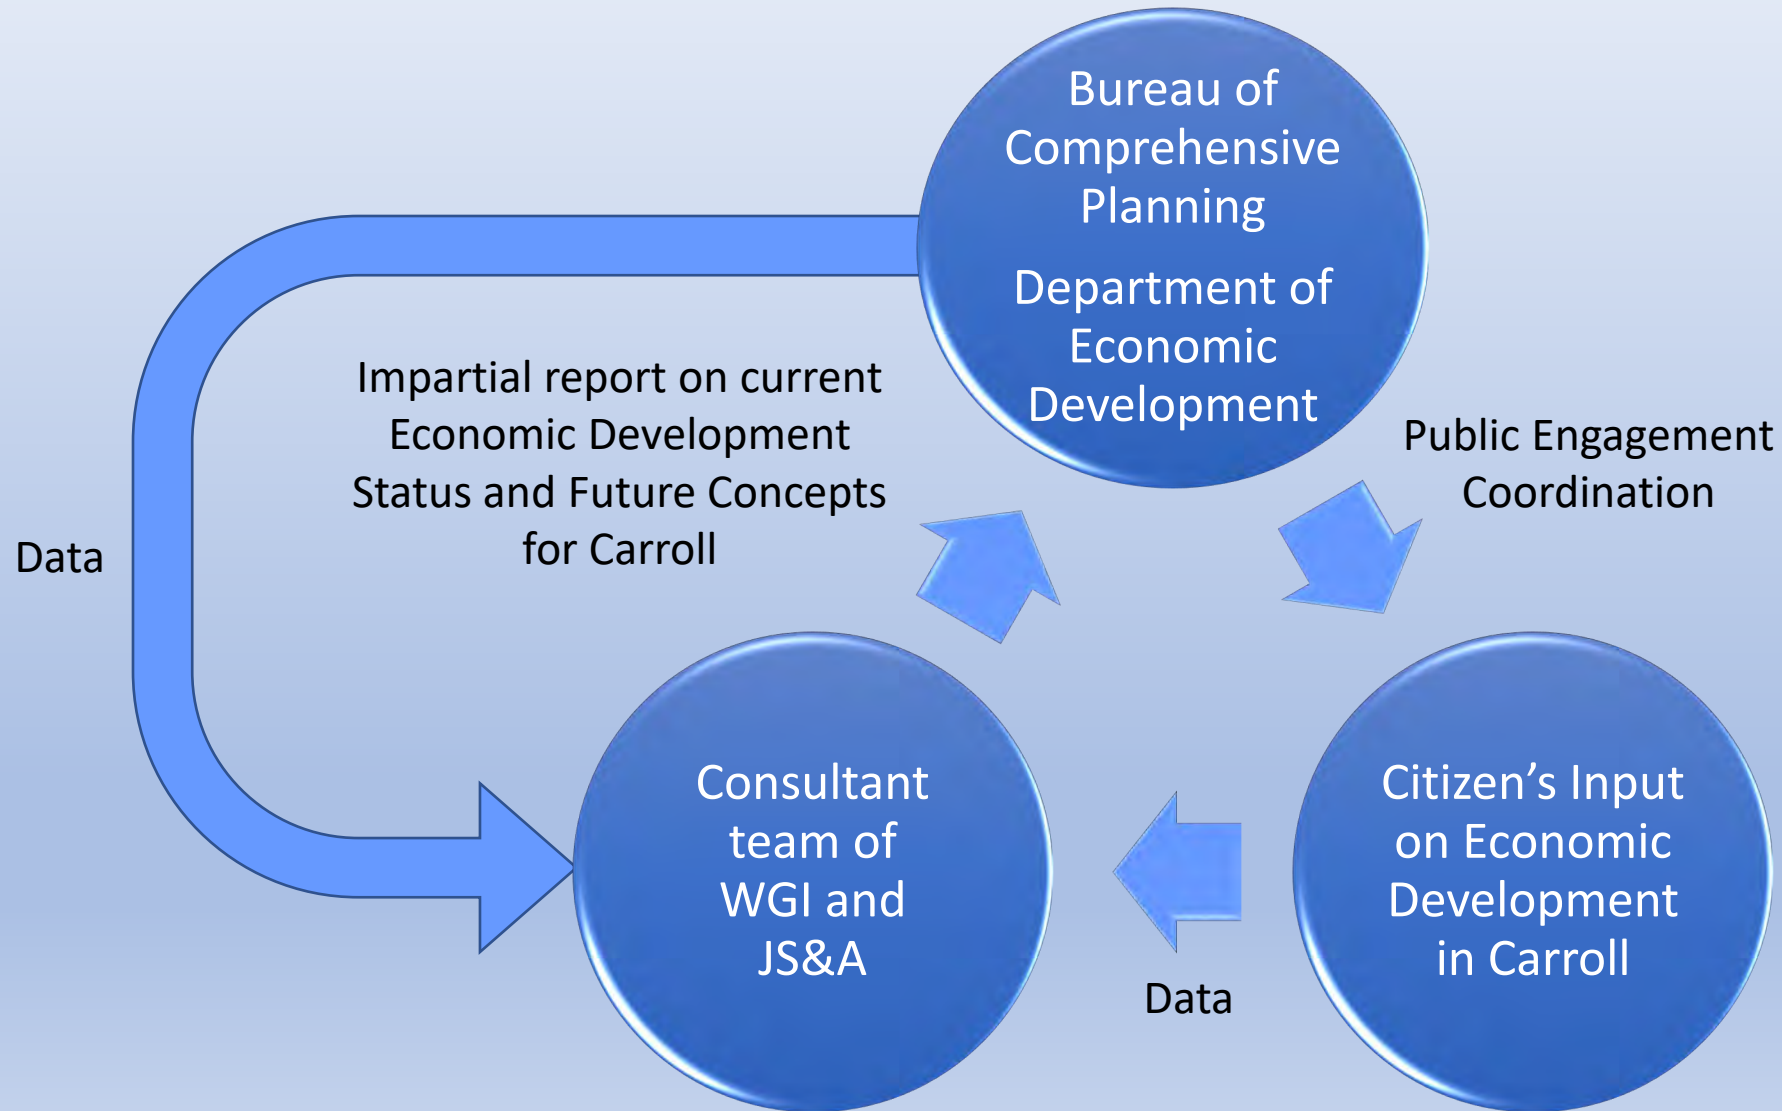 Bureau of
Comprehensive
Planning
Department of
Economic
Development
Impartial report on current
Economic Development
Status and Future Concepts
for Carroll
Public Engagement
Coordination
Data
Consultant
team of
WGI and
JS&A
Citizen’s Input
on Economic
Development
in Carroll
Data